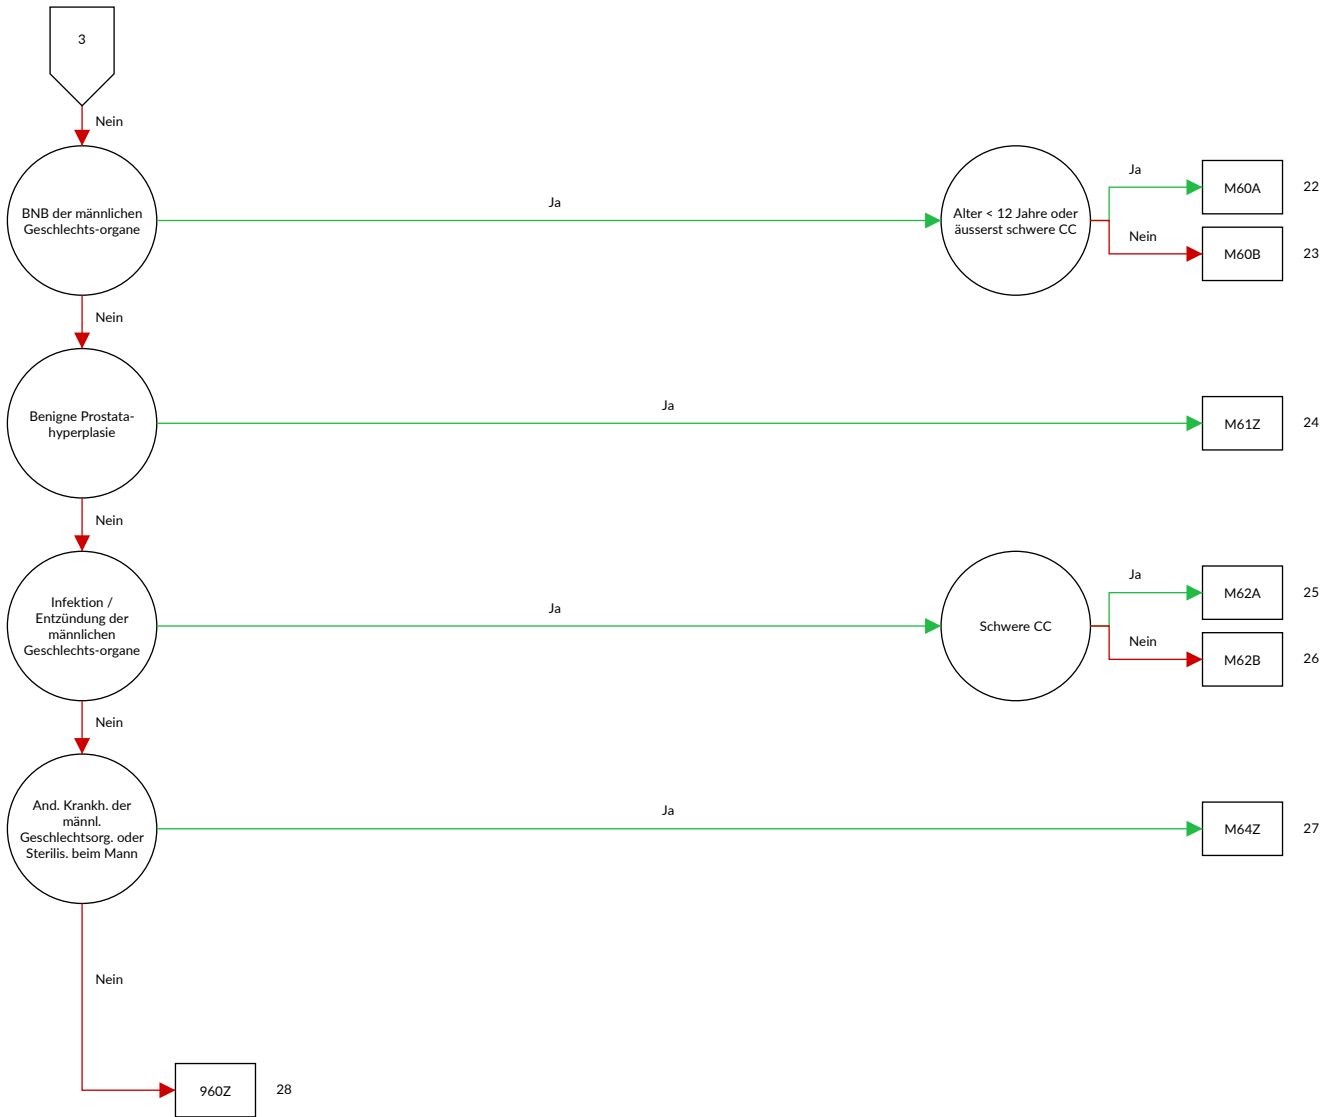 3
Nein
BNB der männlichen
Geschlechts-organe
Ja
Alter < 12 Jahre oder
äusserst schwere CC
Ja
M60A
22
Nein
M60B
23
Nein
Benigne Prostata-
hyperplasie
Ja
M61Z
24
Nein
Infektion /
Entzündung der
männlichen
Geschlechts-organe
Ja
Schwere CC
Ja
M62A
25
Nein
M62B
26
Nein
And. Krankh. der
männl.
Geschlechtsorg. oder
Sterilis. beim Mann
Ja
M64Z
27
Nein
960Z
28